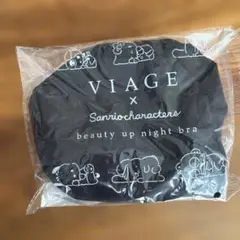 VIAGE
×
Sanriocharacters
beauty up night bra